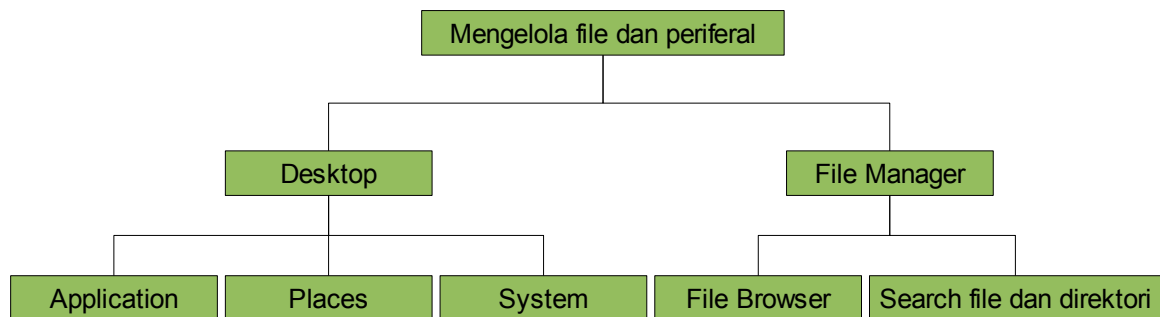 Mengelola file dan periferal
Desktop
File Manager
Application
Places
System
File Browser
Search file dan direktori